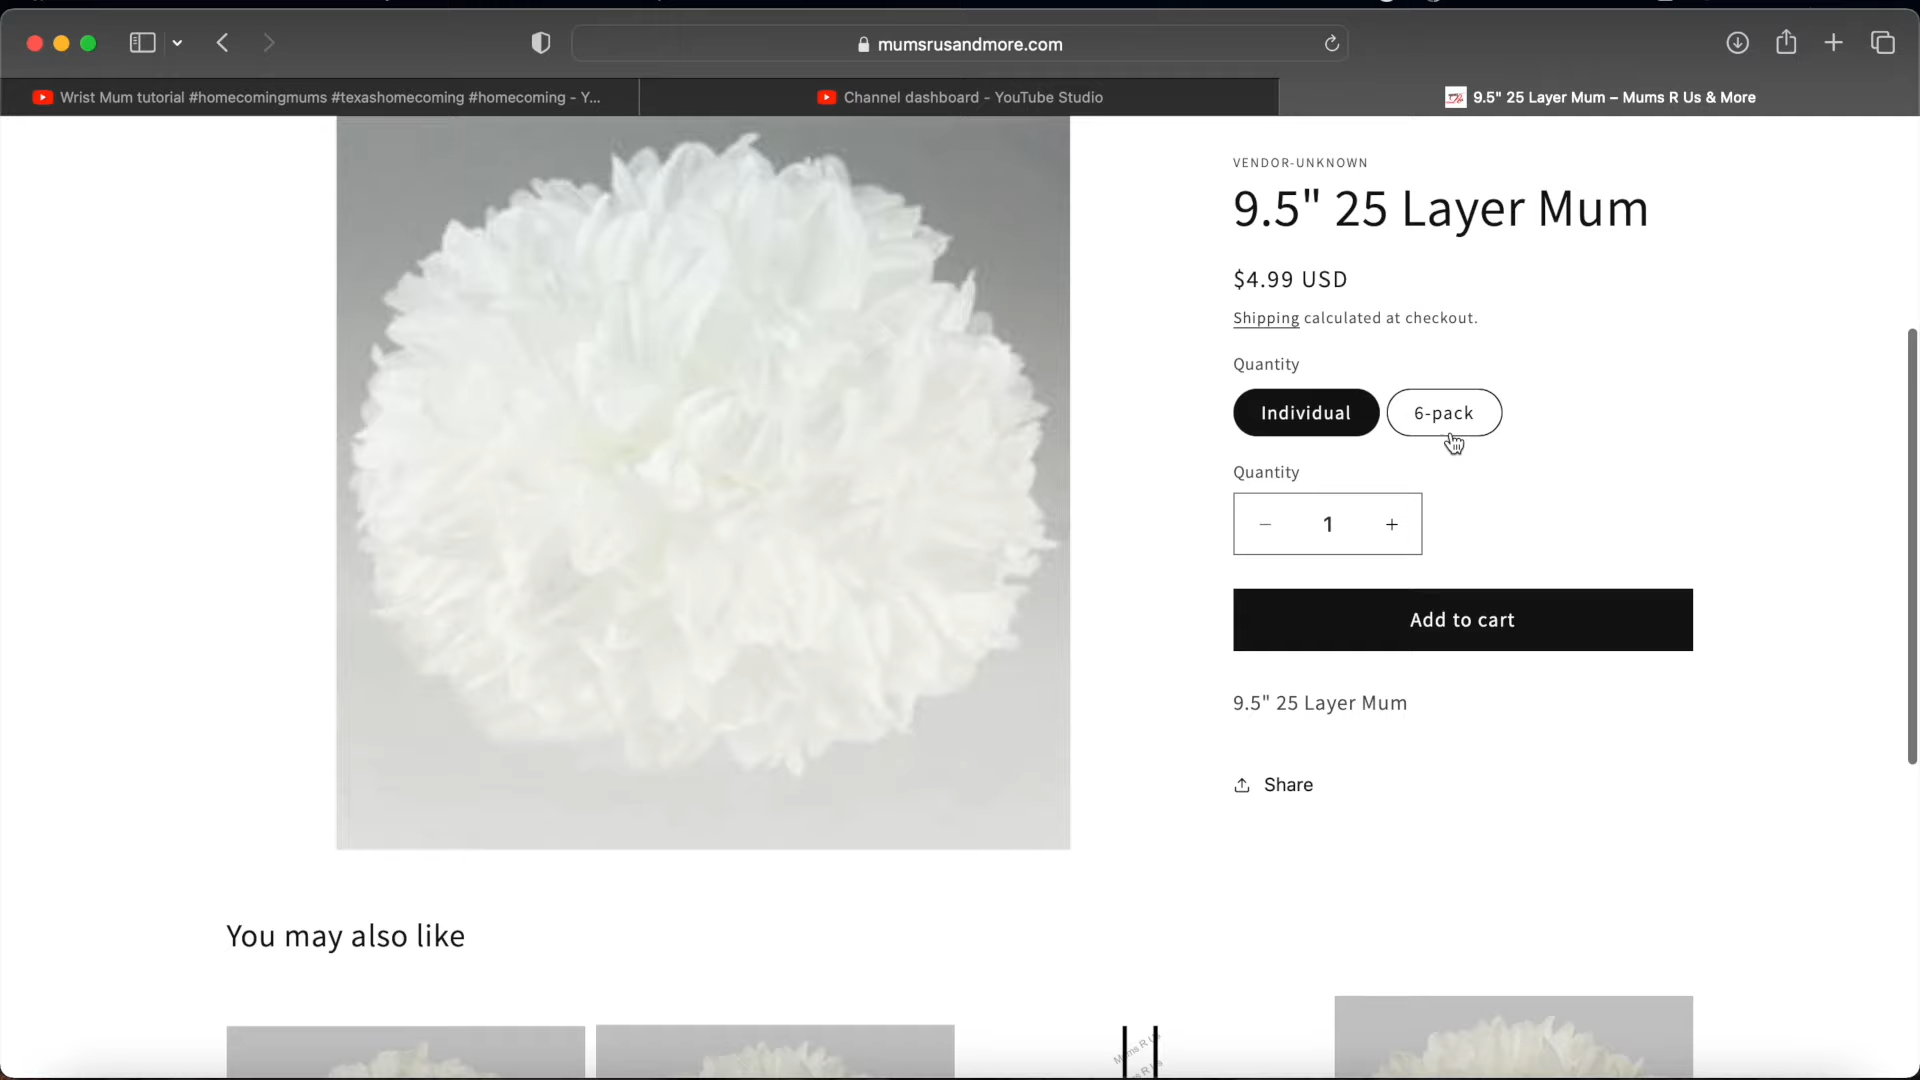 mumsrusandmore.com
Wrist Mum tutorial #homecomingmums #texashomecoming #homecoming - Y...
Channel dashboard - YouTube Studio
9.5" 25 Layer Mum – Mums R Us & More
VENDOR-UNKNOWN
9.5" 25 Layer Mum
$4.99 USD
Shipping calculated at checkout.
Quantity
Individual
6-pack
Quantity
− 1 +
Add to cart
9.5" 25 Layer Mum
Share
You may also like
Mums R Us